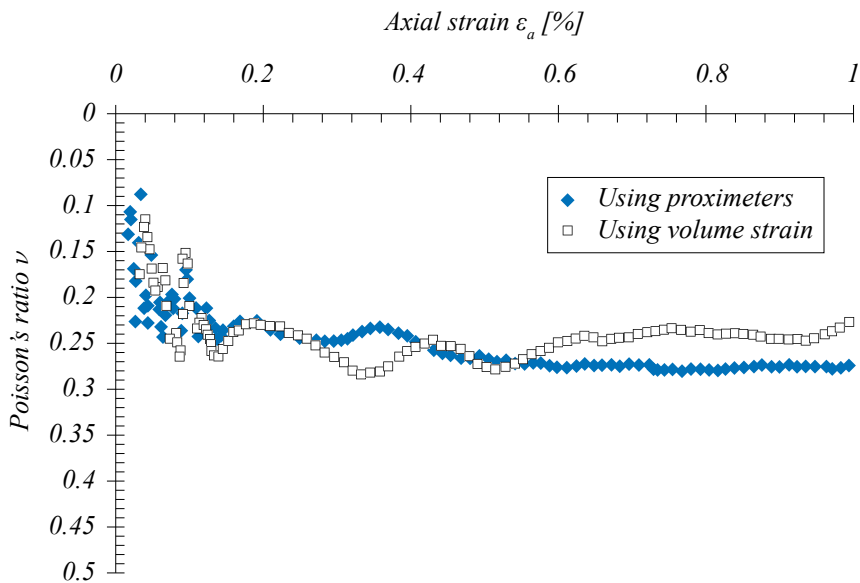 Axial strain ε_a [%]
0 0.2 0.4 0.6 0.8 1
0
0.05
0.1
0.15
0.2
0.25
0.3
0.35
0.4
0.45
0.5
Poisson's ratio ν
Using proximeters
Using volume strain